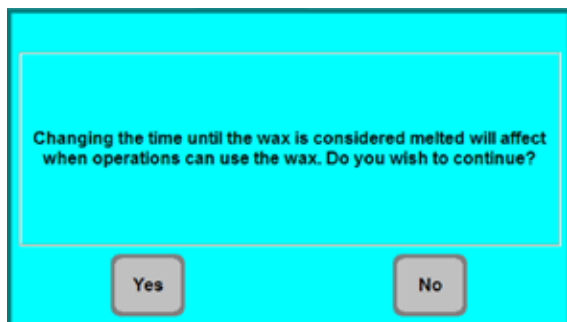 Changing the time until the wax is considered melted will affect
when operations can use the wax. Do you wish to continue?
Yes
No